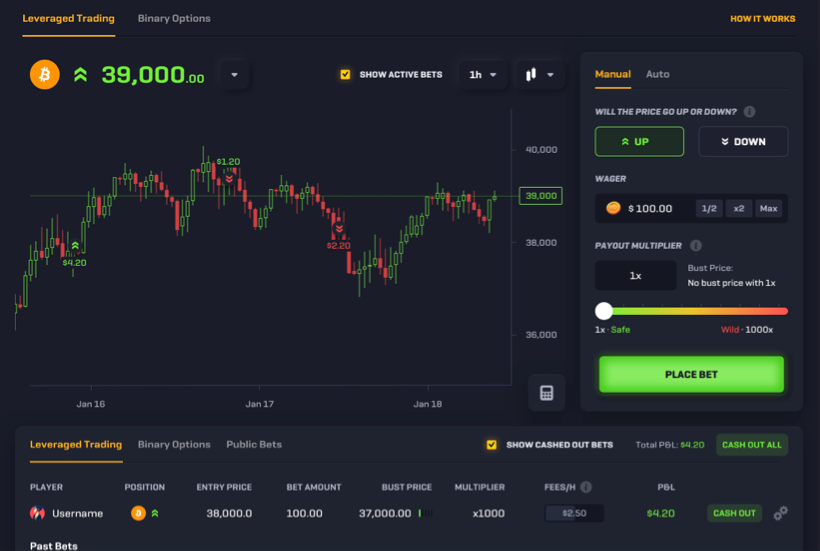 Leveraged Trading Binary Options HOW IT WORKS
39,000.00 SHOW ACTIVE BETS 1h
Manual Auto
WILL THE PRICE GO UP OR DOWN?
UP DOWN
WAGER
$ 100.00 1/2 x2 Max
PAYOUT MULTIPLIER
1x
Bust Price:
No bust price with 1x
1x · Safe Wild · 1000x
PLACE BET
$1.20
$4.20
$2.20
40,000
39,000
38,000
36,000
Jan 16 Jan 17 Jan 18
Leveraged Trading Binary Options Public Bets SHOW CASHED OUT BETS Total P&L: $4.20 CASH OUT ALL
PLAYER POSITION ENTRY PRICE BET AMOUNT BUST PRICE MULTIPLIER FEES/H P&L
Username 38,000.0 100.00 37,000.00 x1000 $2.50 $4.20 CASH OUT
Past Bets